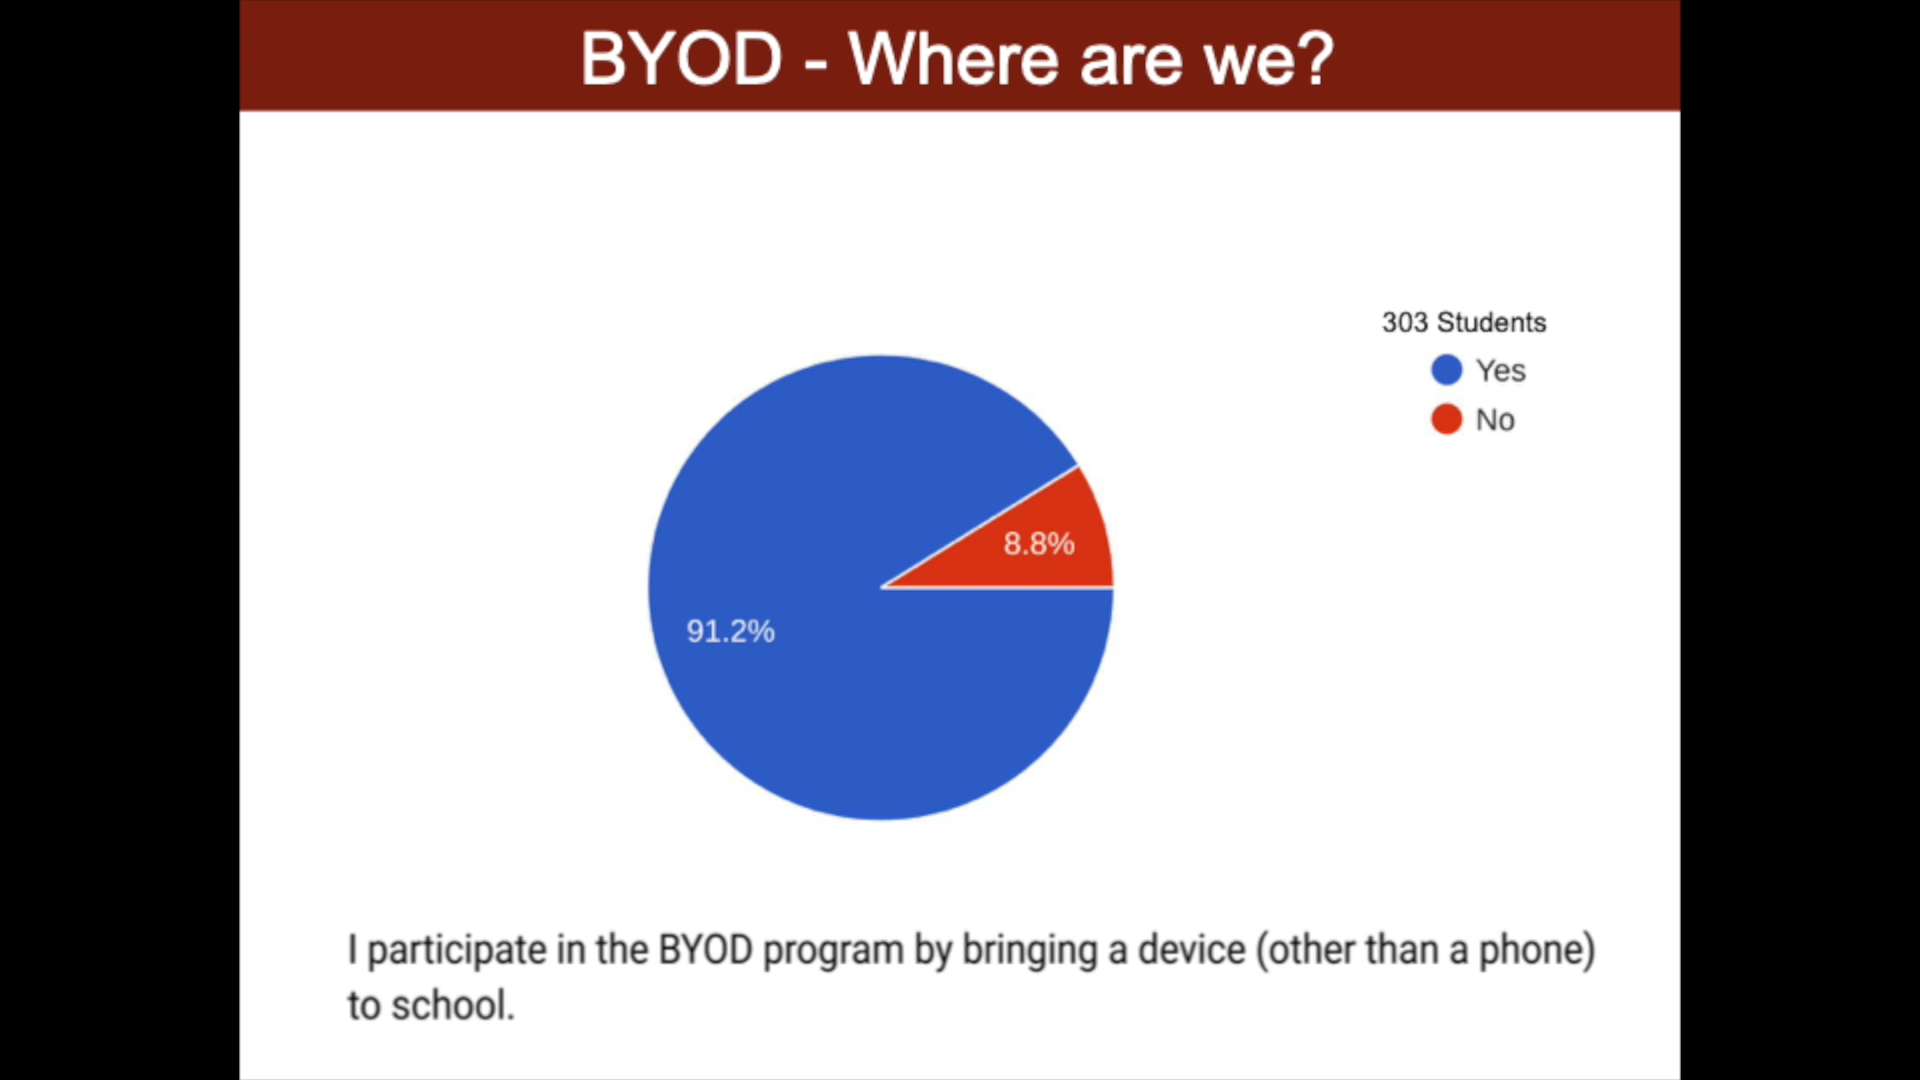 BYOD - Where are we?
303 Students
Yes
No
8.8%
91.2%
I participate in the BYOD program by bringing a device (other than a phone)
to school.